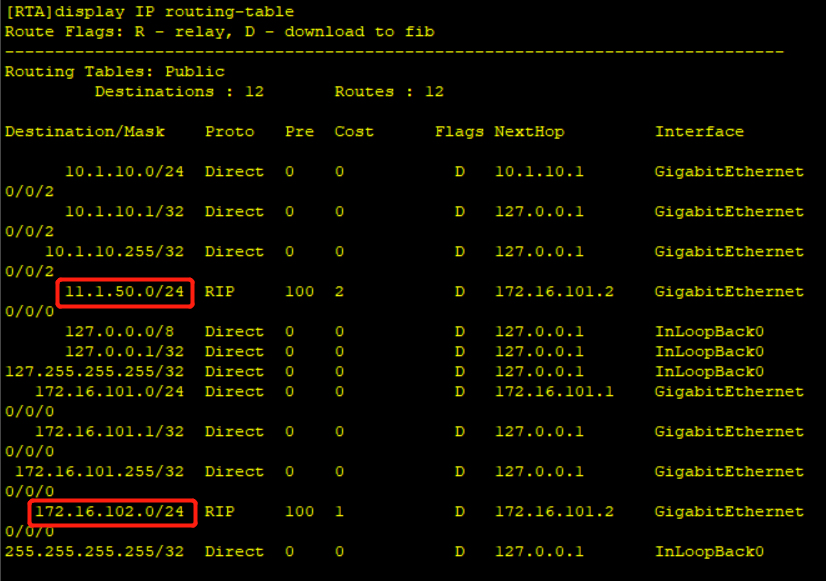 [RTA]display IP routing-table
Route Flags: R - relay, D - download to fib
------------------------------------------------------------------------------
Routing Tables: Public
         Destinations : 12       Routes : 12

Destination/Mask    Proto   Pre  Cost      Flags NextHop         Interface

      10.1.10.0/24  Direct  0    0           D   10.1.10.1       GigabitEthernet
0/0/2
      10.1.10.1/32  Direct  0    0           D   127.0.0.1       GigabitEthernet
0/0/2
    10.1.10.255/32  Direct  0    0           D   127.0.0.1       GigabitEthernet
0/0/2
      11.1.50.0/24  RIP     100  2           D   172.16.101.2    GigabitEthernet
0/0/0
      127.0.0.0/8   Direct  0    0           D   127.0.0.1       InLoopBack0
      127.0.0.1/32  Direct  0    0           D   127.0.0.1       InLoopBack0
127.255.255.255/32  Direct  0    0           D   127.0.0.1       InLoopBack0
   172.16.101.0/24  Direct  0    0           D   172.16.101.1    GigabitEthernet
0/0/0
   172.16.101.1/32  Direct  0    0           D   127.0.0.1       GigabitEthernet
0/0/0
 172.16.101.255/32  Direct  0    0           D   127.0.0.1       GigabitEthernet
0/0/0
   172.16.102.0/24  RIP     100  1           D   172.16.101.2    GigabitEthernet
0/0/0
255.255.255.255/32  Direct  0    0           D   127.0.0.1       InLoopBack0